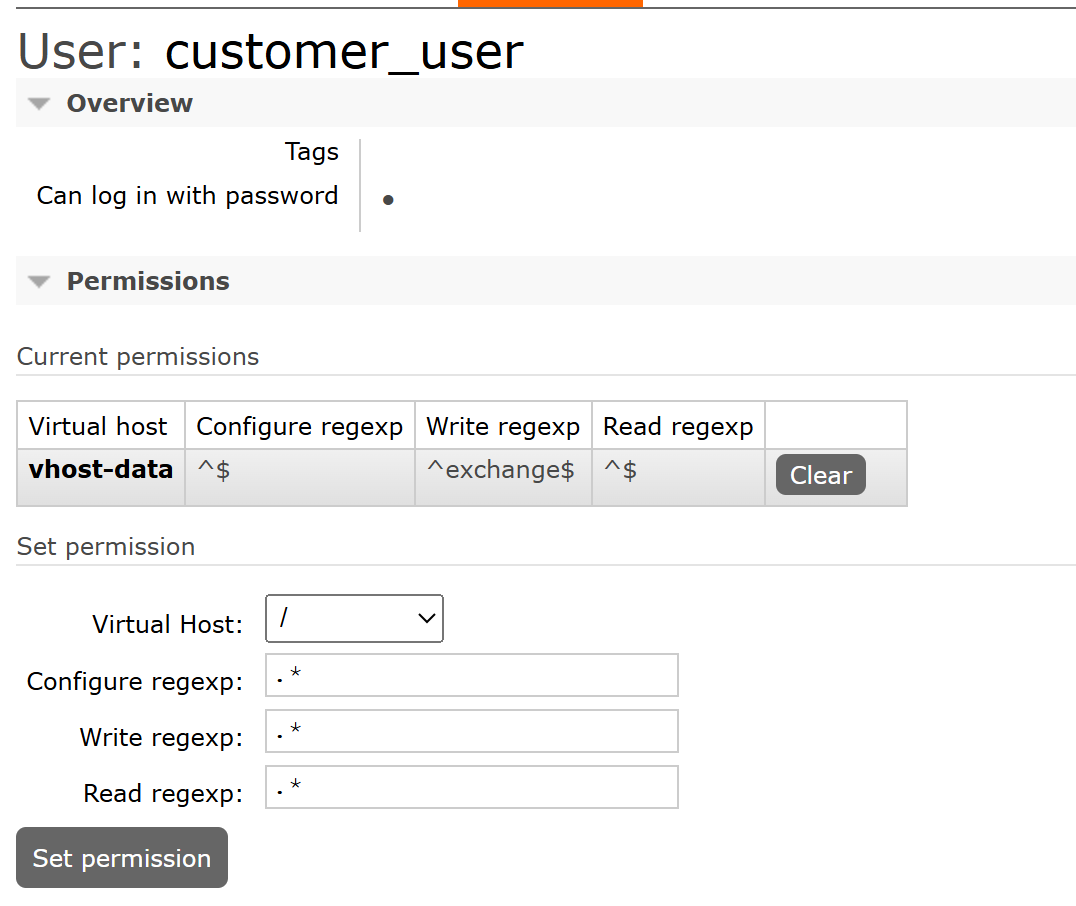 User: customer_user
Overview
Tags
Can log in with password •
Permissions
Current permissions
Virtual host Configure regexp Write regexp Read regexp
vhost-data ^$ ^exchange$ ^$ Clear
Set permission
Virtual Host: /
Configure regexp: .*
Write regexp: .*
Read regexp: .*
Set permission